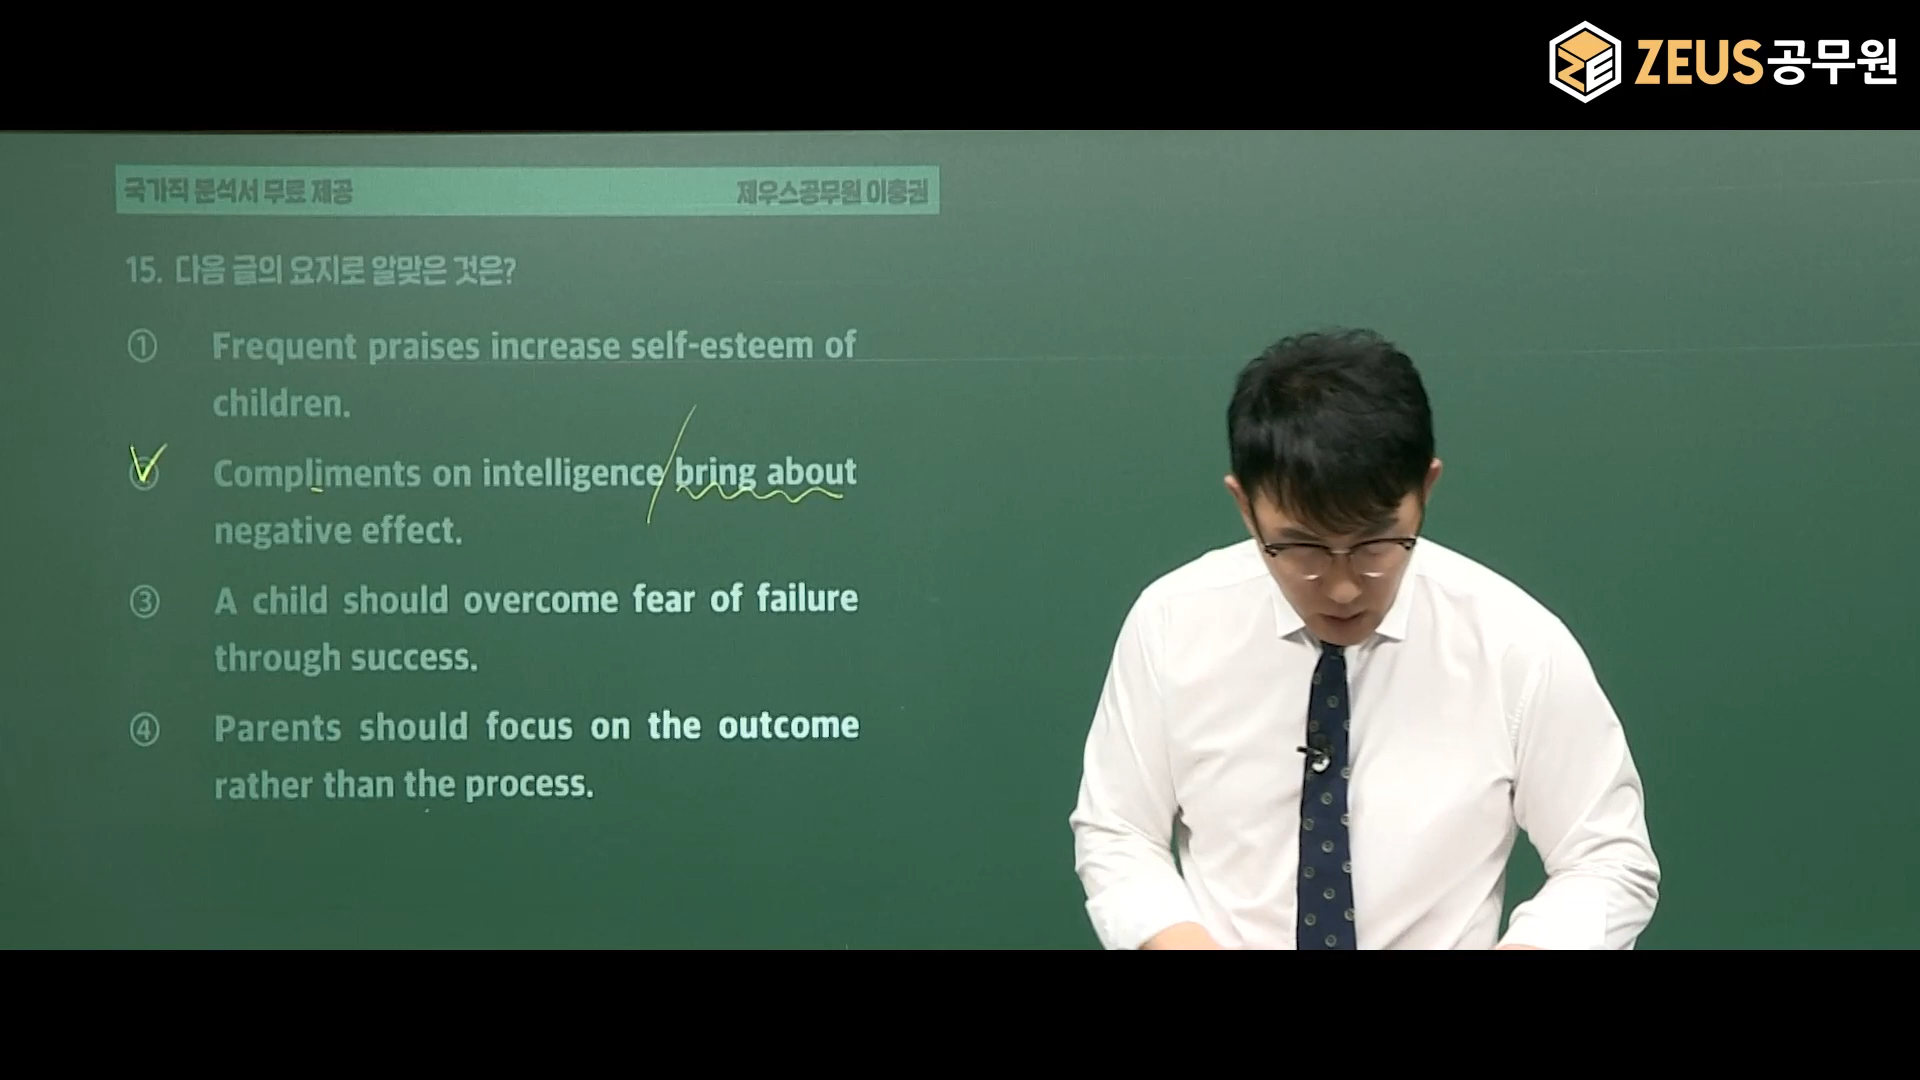 ZEUS공무원
국가직 분석서 무료 제공 제우스공무원 이충권
15. 다음 글의 요지로 알맞은 것은?
① Frequent praises increase self-esteem of
children.
② Compliments on intelligence bring about
negative effect.
③ A child should overcome fear of failure
through success.
④ Parents should focus on the outcome
rather than the process.